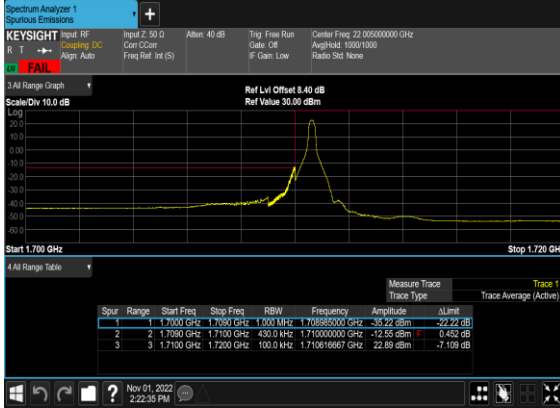 Spectrum Analyzer 1
Spurious Emissions
KEYSIGHT Input: RF Input Z: 50 Ω Atten: 40 dB Trig: Free Run Center Freq: 22.005000000 GHz
R T Coupling: DC Corr CCorr Gate: Off Avg|Hold: 1000/1000
Align: Auto Freq Ref: Int (S) IF Gain: Low Radio Std: None
FAIL
3.All Range Graph Ref Lvl Offset 8.40 dB
Scale/Div 10.0 dB Ref Value 30.00 dBm
Log
20.0
10.0
0.00
-10.0
-20.0
-30.0
-40.0
-50.0
-60.0
Start 1.700 GHz Stop 1.720 GH
4.All Range Table
Measure Trace Trace 1
Trace Type Trace Average (Active)
Spur Range Start Freq Stop Freq RBW Frequency Amplitude ΔLimit
1 1 1.7000 GHz 1.7090 GHz 1.000 MHz 1.708985000 GHz -35.22 dBm -22.22 dB
2 2 1.7090 GHz 1.7100 GHz 430.0 kHz 1.710000000 GHz -12.55 dBm F 0.452 dB
3 3 1.7100 GHz 1.7200 GHz 100.0 kHz 1.710616667 GHz 22.89 dBm -7.109 dB
? Nov 01, 2022
2:22:35 PM